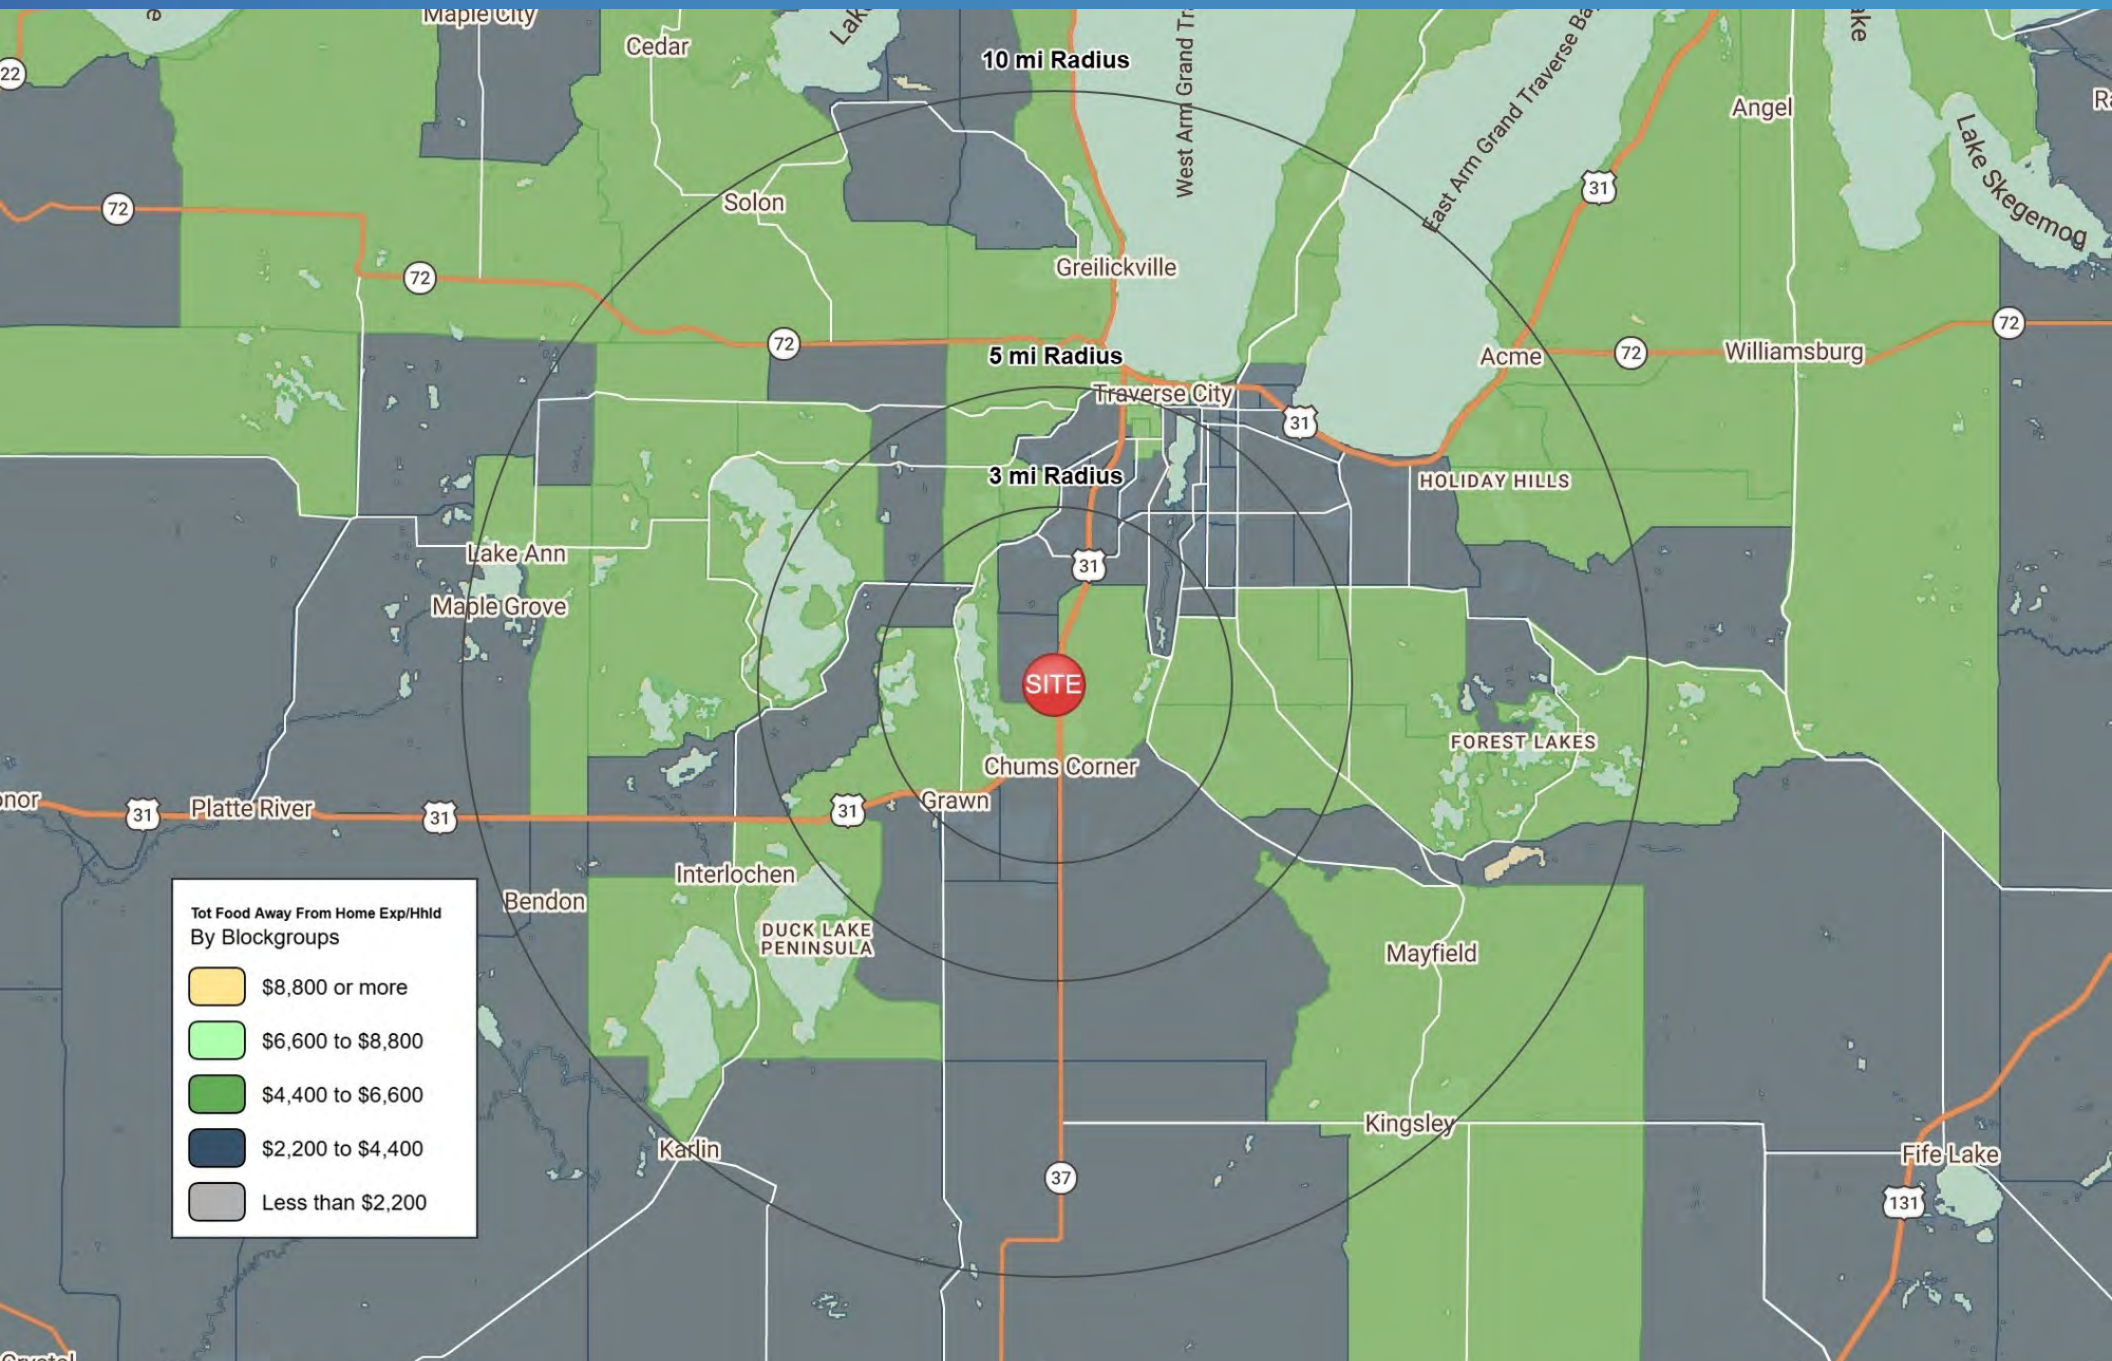 Maple City
Cedar
10 mi Radius
West Arm Grand Tr
East Arm Grand Traverse Ba
Angel
Lake Skegemog
22
72
Solon
31
72
Greilickville
72
5 mi Radius
Acme
72
Williamsburg
72
Traverse City
31
3 mi Radius
HOLIDAY HILLS
Lake Ann
31
Maple Grove
SITE
FOREST LAKES
Chums Corner
nor
31
Platte River
31
31
Grawn
Interlochen
Bendon
DUCK LAKE
PENINSULA
Mayfield
Kingsley
Karlin
37
Fife Lake
131
Tot Food Away From Home Exp/Hhld
By Blockgroups
$8,800 or more
$6,600 to $8,800
$4,400 to $6,600
$2,200 to $4,400
Less than $2,200